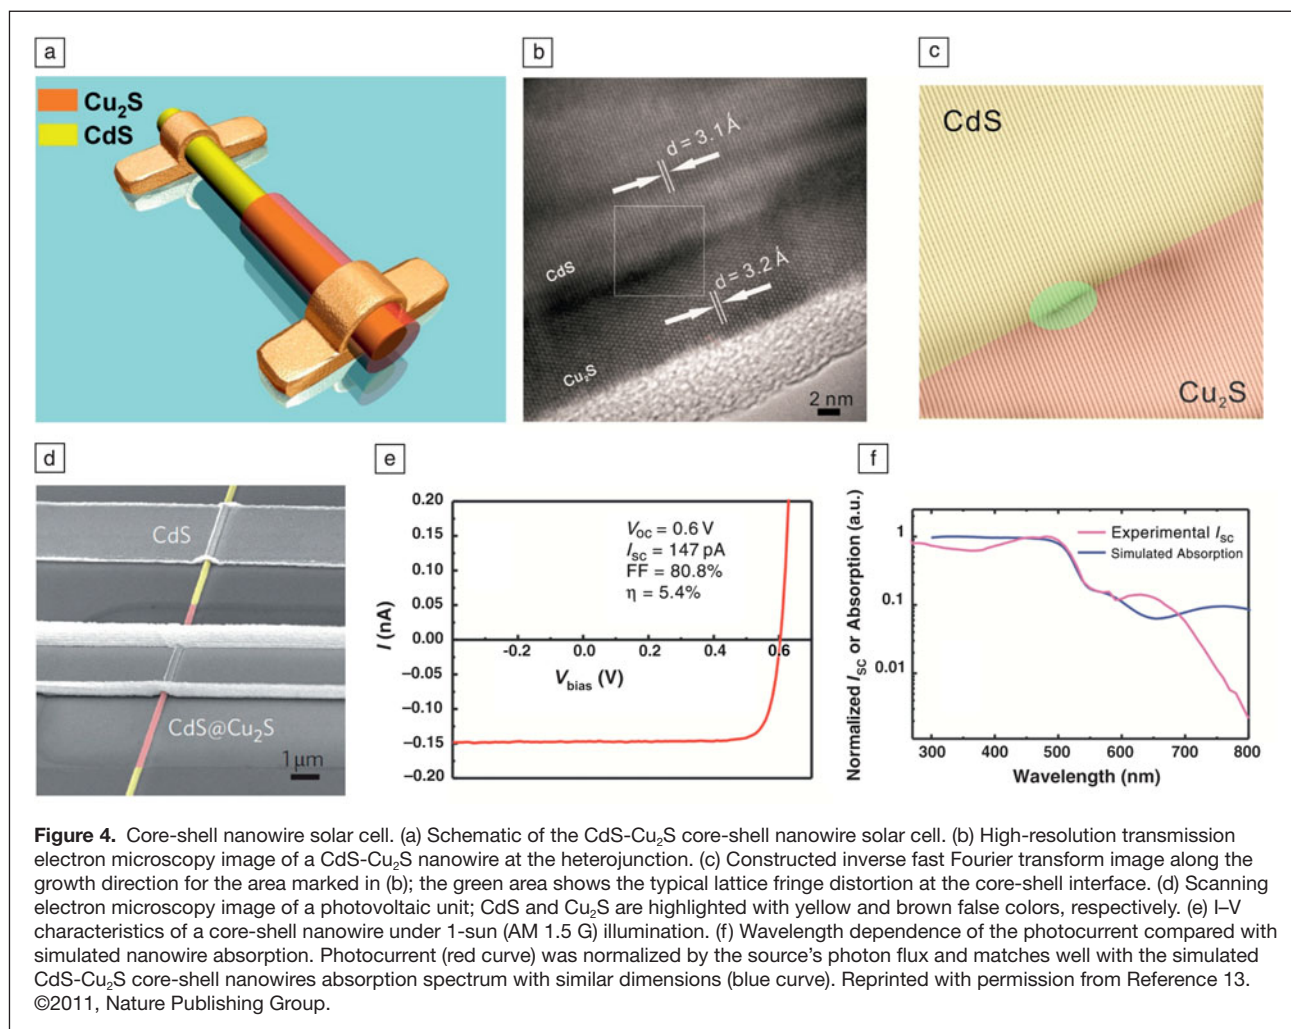 a
Cu₂S
CdS
b
d = 3.1 Å
CdS
d = 3.2 Å
Cu₂S
2 nm
c
CdS
Cu₂S
d
CdS
CdS@Cu₂S
1 μm
e
0.20
0.15
0.10
0.05
0.00
−0.05
−0.10
−0.15
−0.20
I (nA)
V_oc = 0.6 V
I_sc = 147 pA
FF = 80.8%
η = 5.4%
-0.2 0.0 0.2 0.4 0.6
V_bias (V)
f
Normalized I_SC or Absorption (a.u.)
1
0.1
0.01
Experimental I_sc
Simulated Absorption
300 400 500 600 700 800
Wavelength (nm)
Figure 4. Core-shell nanowire solar cell. (a) Schematic of the CdS-Cu₂S core-shell nanowire solar cell. (b) High-resolution transmission
electron microscopy image of a CdS-Cu₂S nanowire at the heterojunction. (c) Constructed inverse fast Fourier transform image along the
growth direction for the area marked in (b); the green area shows the typical lattice fringe distortion at the core-shell interface. (d) Scanning
electron microscopy image of a photovoltaic unit; CdS and Cu₂S are highlighted with yellow and brown false colors, respectively. (e) I–V
characteristics of a core-shell nanowire under 1-sun (AM 1.5 G) illumination. (f) Wavelength dependence of the photocurrent compared with
simulated nanowire absorption. Photocurrent (red curve) was normalized by the source's photon flux and matches well with the simulated
CdS-Cu₂S core-shell nanowires absorption spectrum with similar dimensions (blue curve). Reprinted with permission from Reference 13.
©2011, Nature Publishing Group.